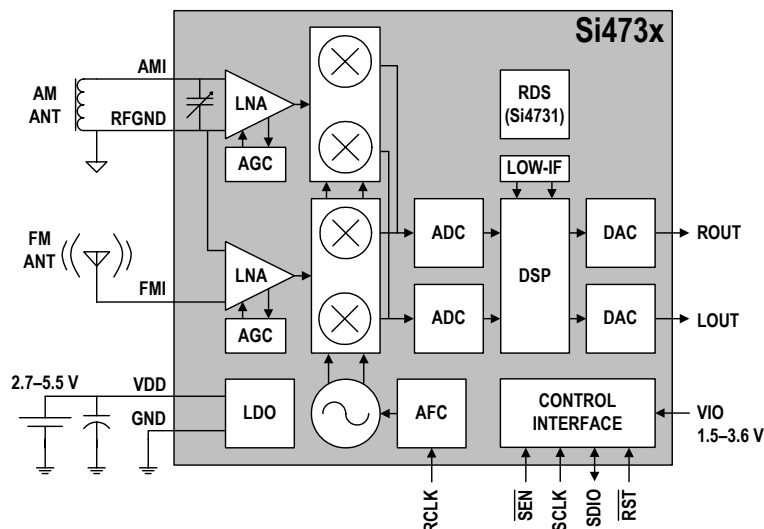 Si473x
AMI
AM
ANT
RFGND
LNA
AGC
RDS
(Si4731)
LOW-IF
FM
ANT
FMI
LNA
AGC
ADC
ADC
DSP
DAC
DAC
ROUT
LOUT
2.7–5.5 V
VDD
GND
LDO
AFC
CONTROL
INTERFACE
VIO
1.5–3.6 V
RCLK
SEN
SCLK
SDIO
RST